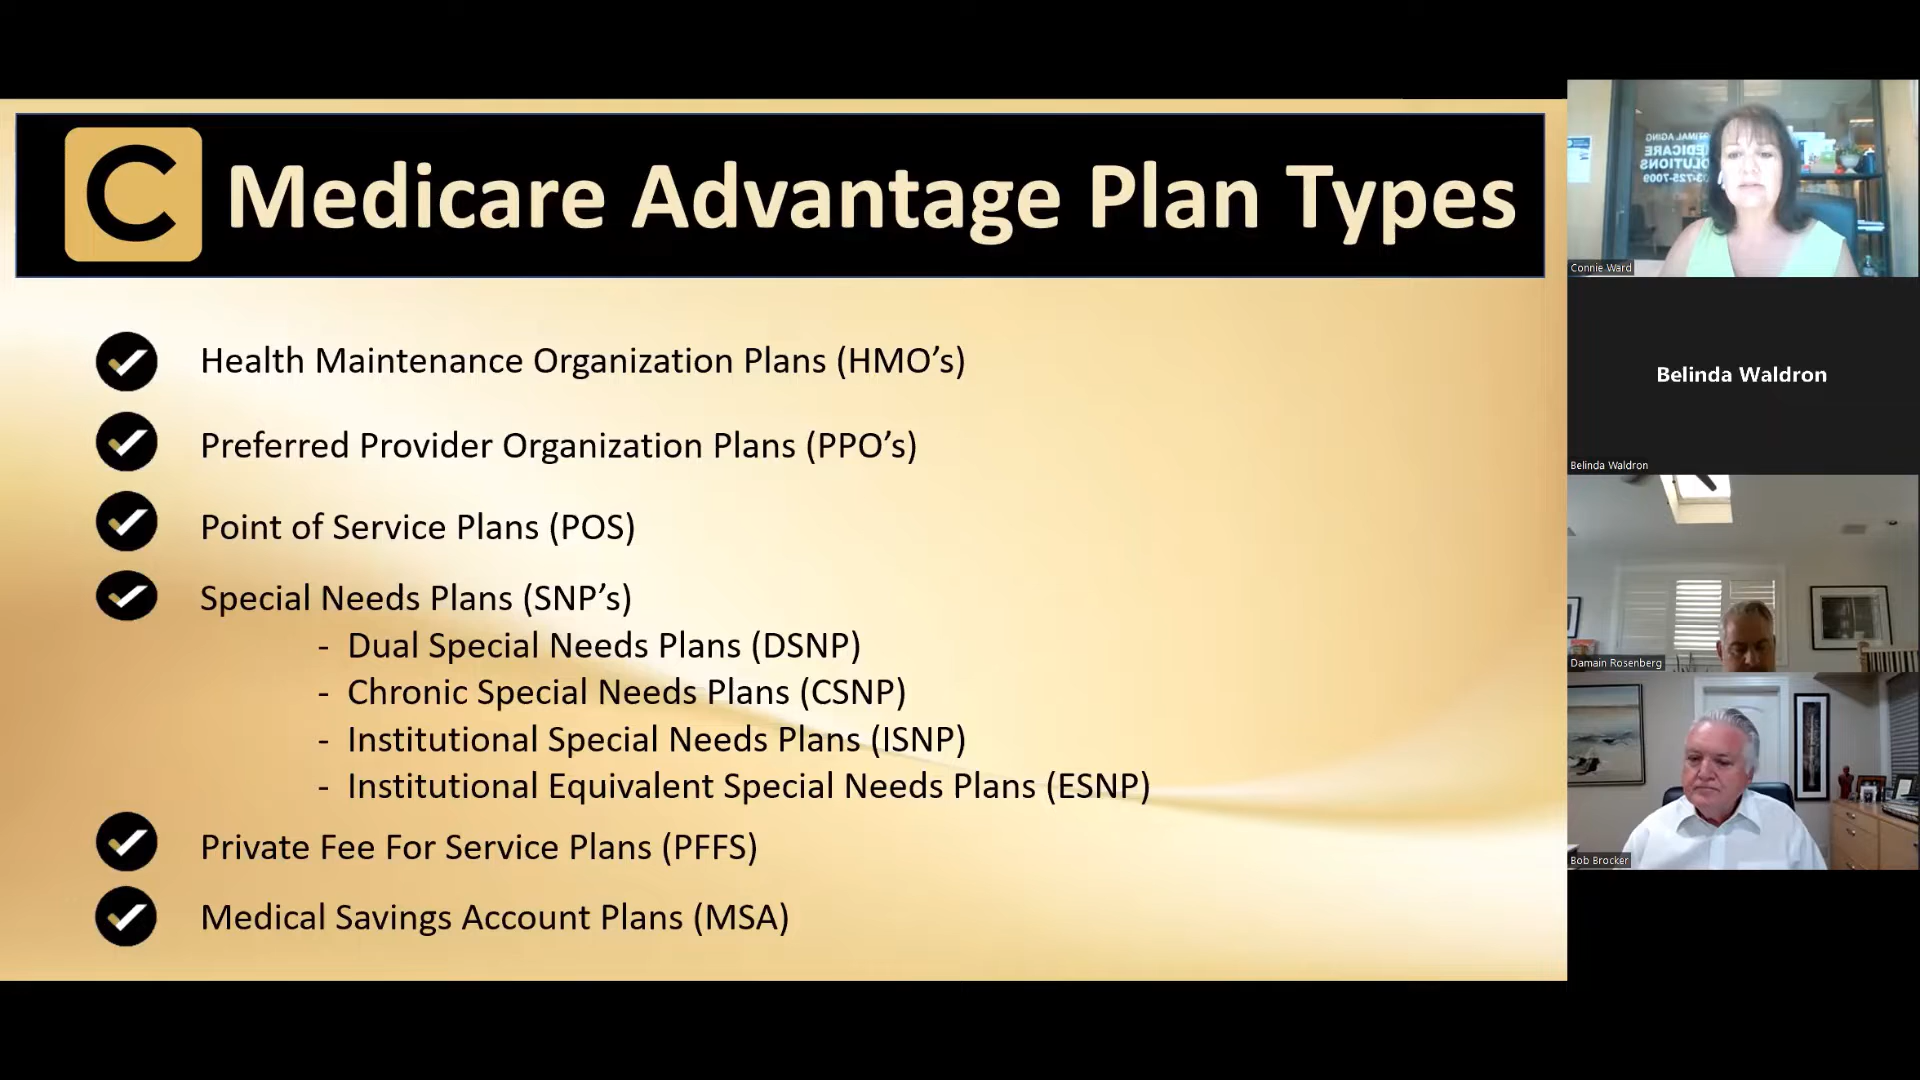 C Medicare Advantage Plan Types
Health Maintenance Organization Plans (HMO’s)
Preferred Provider Organization Plans (PPO’s)
Point of Service Plans (POS)
Special Needs Plans (SNP’s)
- Dual Special Needs Plans (DSNP)
- Chronic Special Needs Plans (CSNP)
- Institutional Special Needs Plans (ISNP)
- Institutional Equivalent Special Needs Plans (ESNP)
Private Fee For Service Plans (PFFS)
Medical Savings Account Plans (MSA)
AGING
Connie Ward
Belinda Waldron
Belinda Waldron
Damain Rosenberg
Bob Brocker